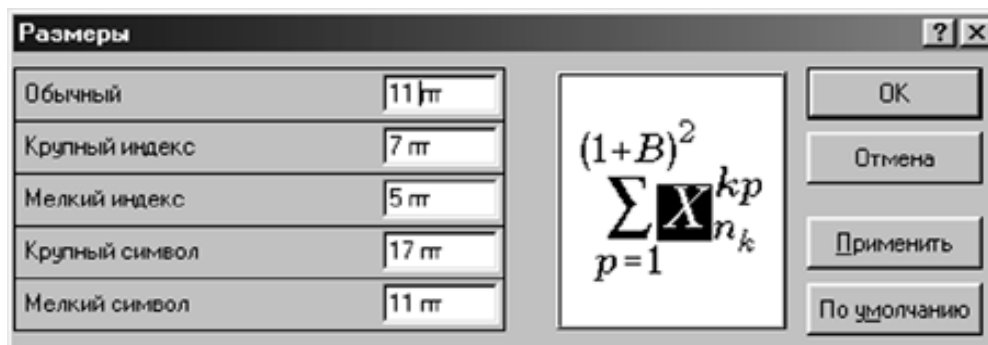 Размеры
Обычный 11 пт
Крупный индекс 7 пт
Мелкий индекс 5 пт
Крупный символ 17 пт
Мелкий символ 11 пт
(1+B)²
∑ X kp n k
p=1
OK
Отмена
Применить
По умолчанию